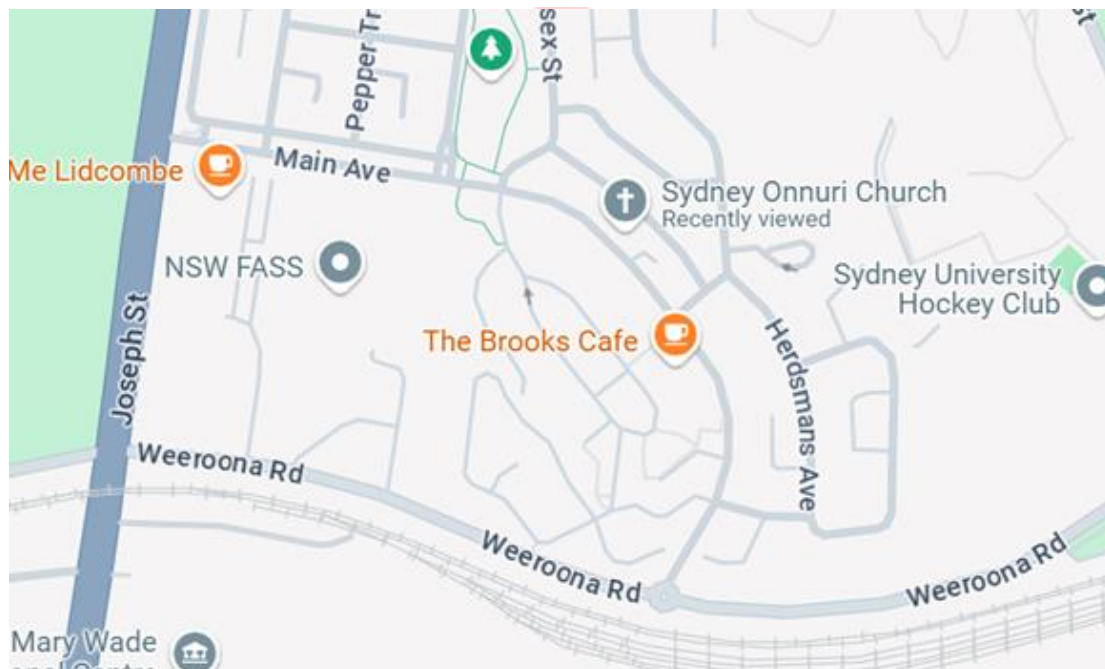 sex St
St
Pepper Tr
Me Lidcombe
Main Ave
Sydney Onnuri Church
Recently viewed
NSW FASS
Sydney University
Hockey Club
Joseph St
The Brooks Cafe
Herdsmans Ave
Weeroona Rd
Weeroona Rd
Weeroona Rd
Mary Wade